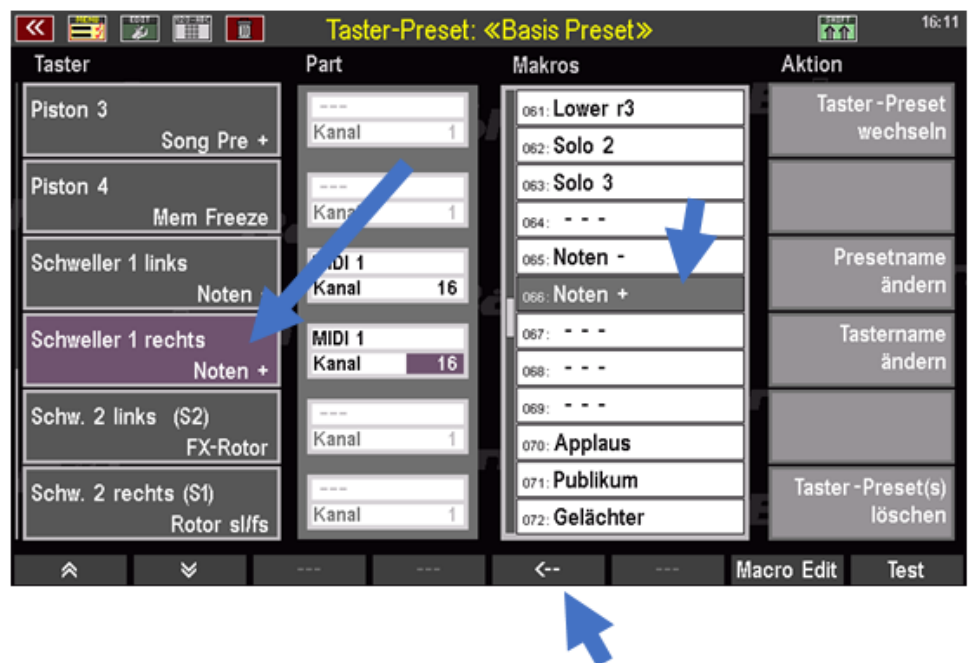 MENU EDIT SHIFT
Taster-Preset: «Basis Preset»
16:11
Taster Part Makros Aktion
Piston 3
Song Pre +
Piston 4
Mem Freeze
Schweller 1 links
Noten
Schweller 1 rechts
Noten +
Schw. 2 links (S2)
FX-Rotor
Schw. 2 rechts (S1)
Rotor sl/fs
---
Kanal 1
---
Kanal 1
MIDI 1
Kanal 16
MIDI 1
Kanal 16
---
Kanal 1
---
Kanal 1
061: Lower r3
062: Solo 2
063: Solo 3
064: - - -
065: Noten -
066: Noten +
067: - - -
068: - - -
069: - - -
070: Applaus
071: Publikum
072: Gelächter
Taster-Preset
wechseln
Presetname
ändern
Tastername
ändern
Taster-Preset(s)
löschen
--- --- <-- --- Macro Edit Test